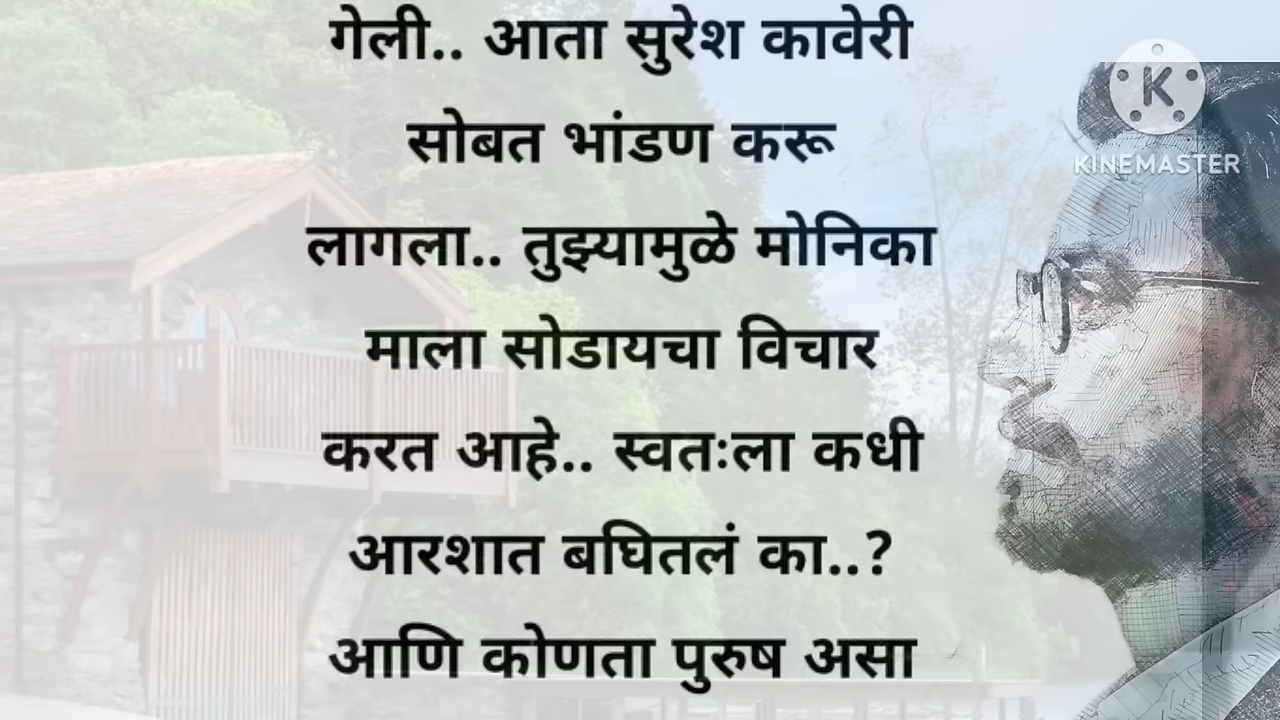 गेली.. आता सुरेश कावेरी
सोबत भांडण करू
लागला.. तुझ्यामुळे मोनिका
माला सोडायचा विचार
करत आहे.. स्वतःला कधी
आरशात बघितलं का..?
आणि कोणता पुरुष असा
K
KINEMASTER